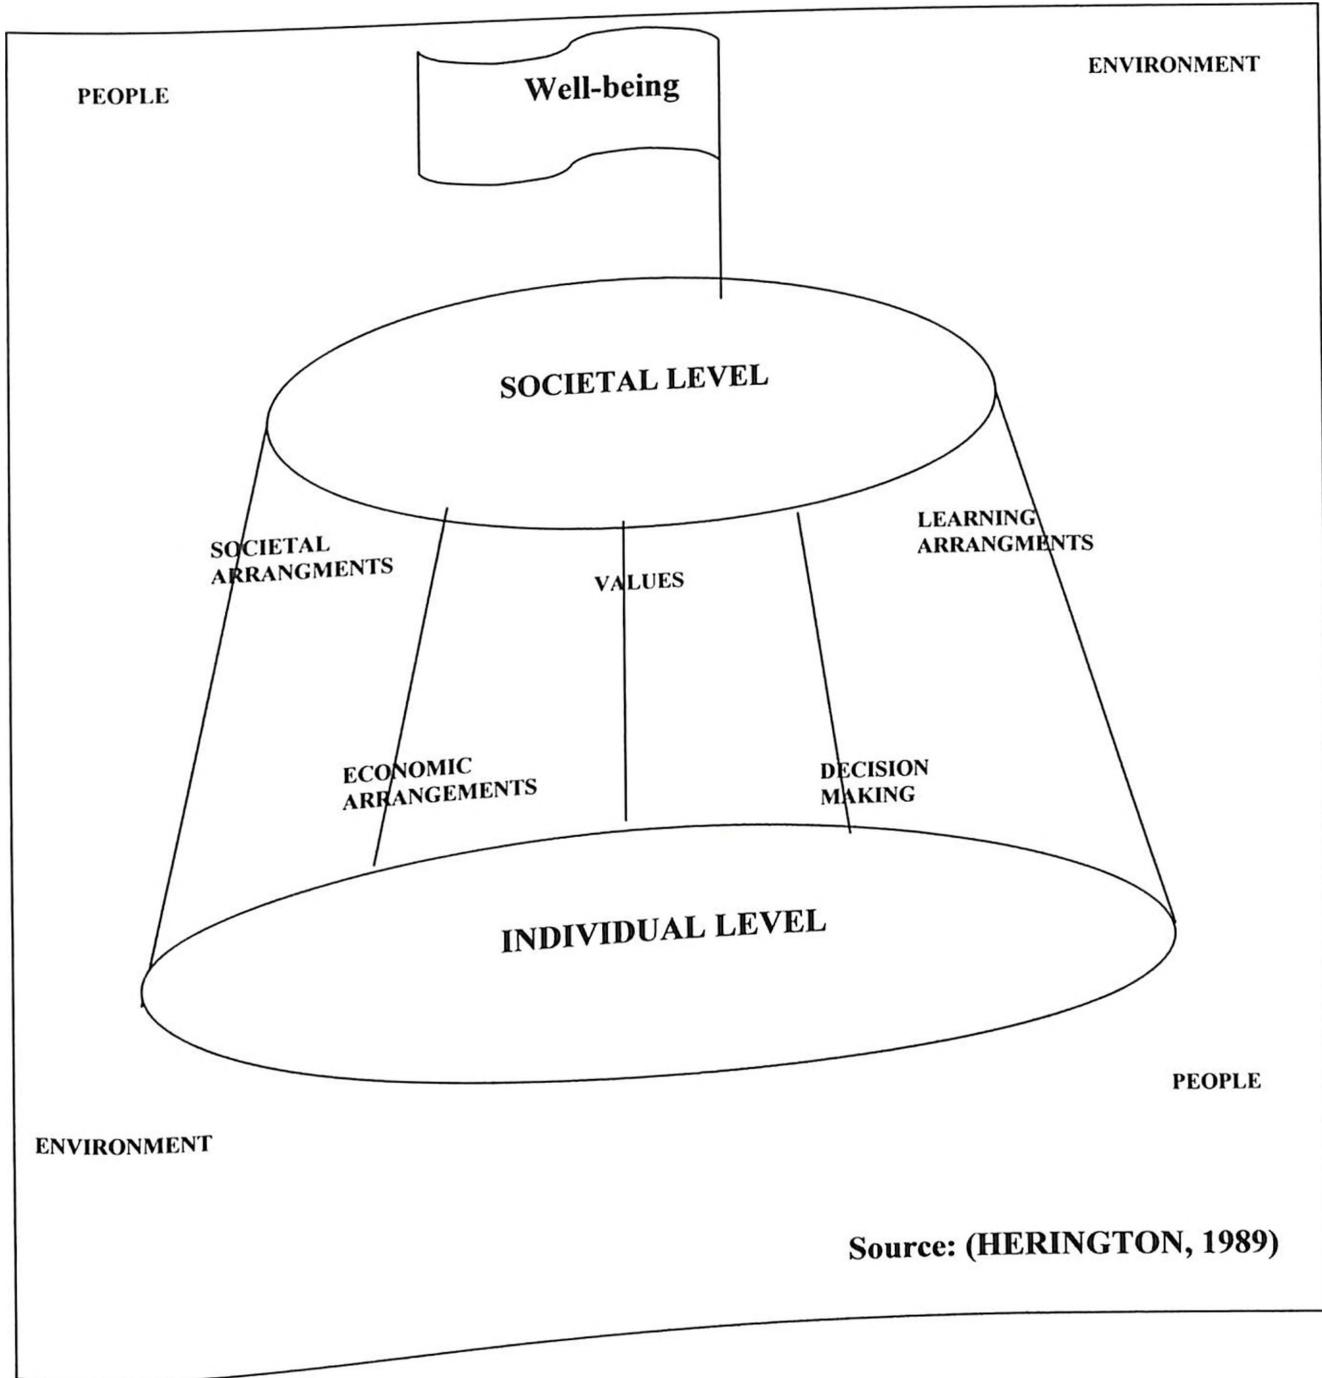 PEOPLE
Well-being
ENVIRONMENT
SOCIETAL LEVEL
SOCIETAL
ARRANGMENTS
VALUES
LEARNING
ARRANGMENTS
ECONOMIC
ARRANGEMENTS
DECISION
MAKING
INDIVIDUAL LEVEL
PEOPLE
ENVIRONMENT
Source: (HERINGTON, 1989)